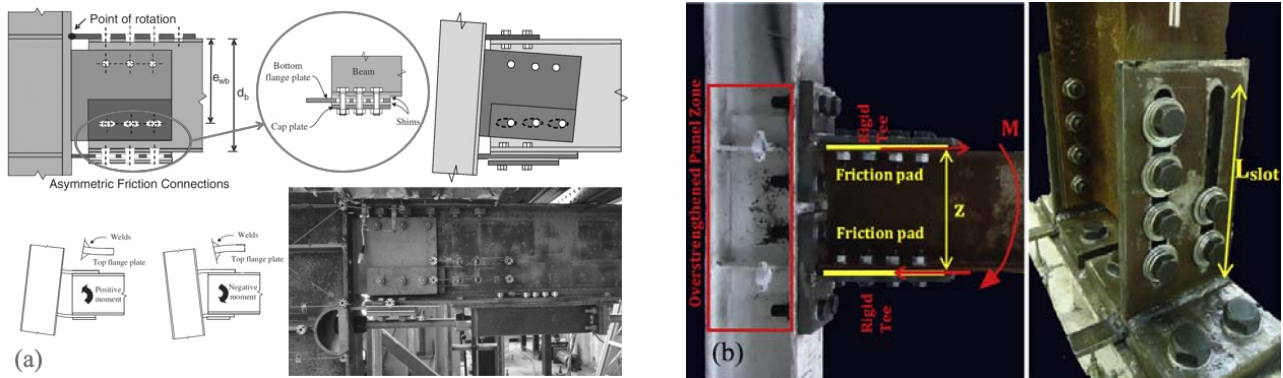 Point of rotation
e_wb
d_b
Bottom
flange plate
Beam
Cap plate
Shims
Asymmetric Friction Connections
Welds
Top flange plate
Positive
moment
Welds
Top flange plate
Negative
moment
(a)
Overstrengthened Panel Zone
Rigid
Tee
Friction pad
z
M
Friction pad
Rigid
Tee
(b)
L_slot